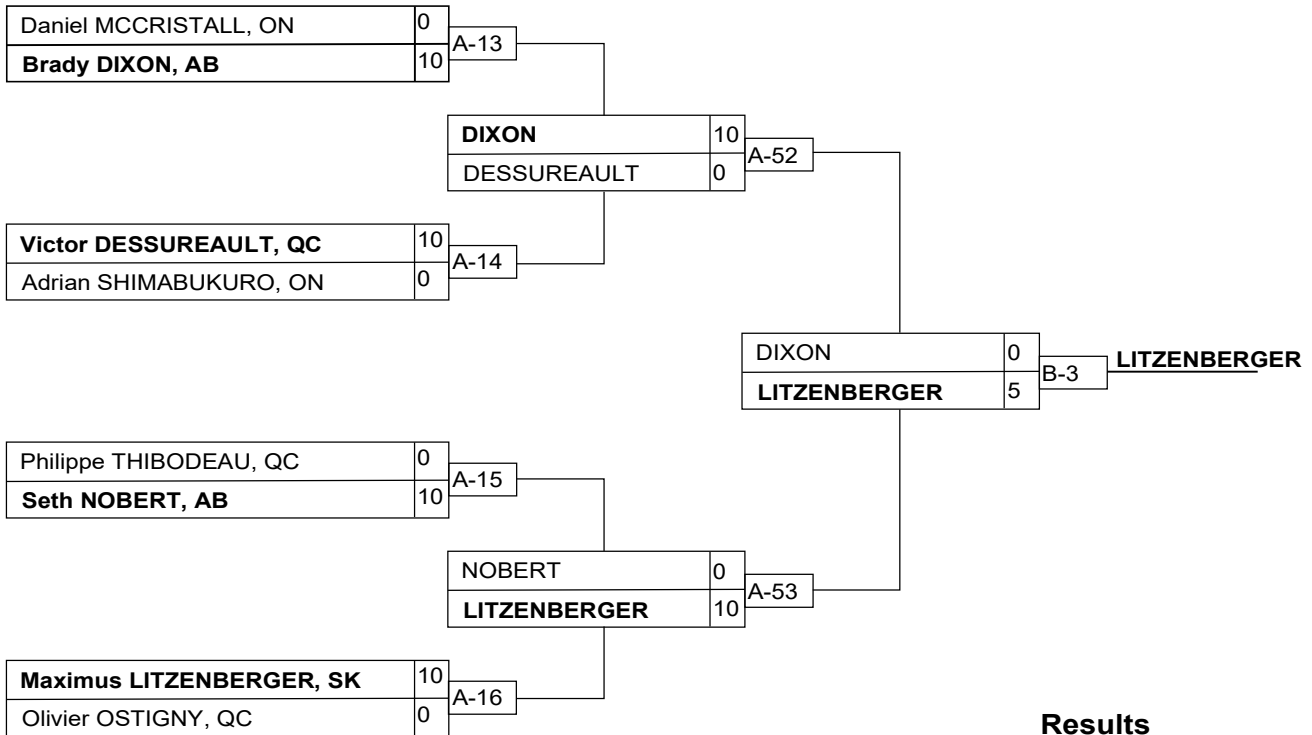 Daniel MCCRISTALL, ON 0
A-13
Brady DIXON, AB 10
DIXON 10
A-52
DESSUREAULT 0
Victor DESSUREAULT, QC 10
A-14
Adrian SHIMABUKURO, ON 0
DIXON 0
B-3
LITZENBERGER
LITZENBERGER 5
Philippe THIBODEAU, QC 0
A-15
Seth NOBERT, AB 10
NOBERT 0
A-53
LITZENBERGER 10
Maximus LITZENBERGER, SK 10
A-16
Olivier OSTIGNY, QC 0
Results